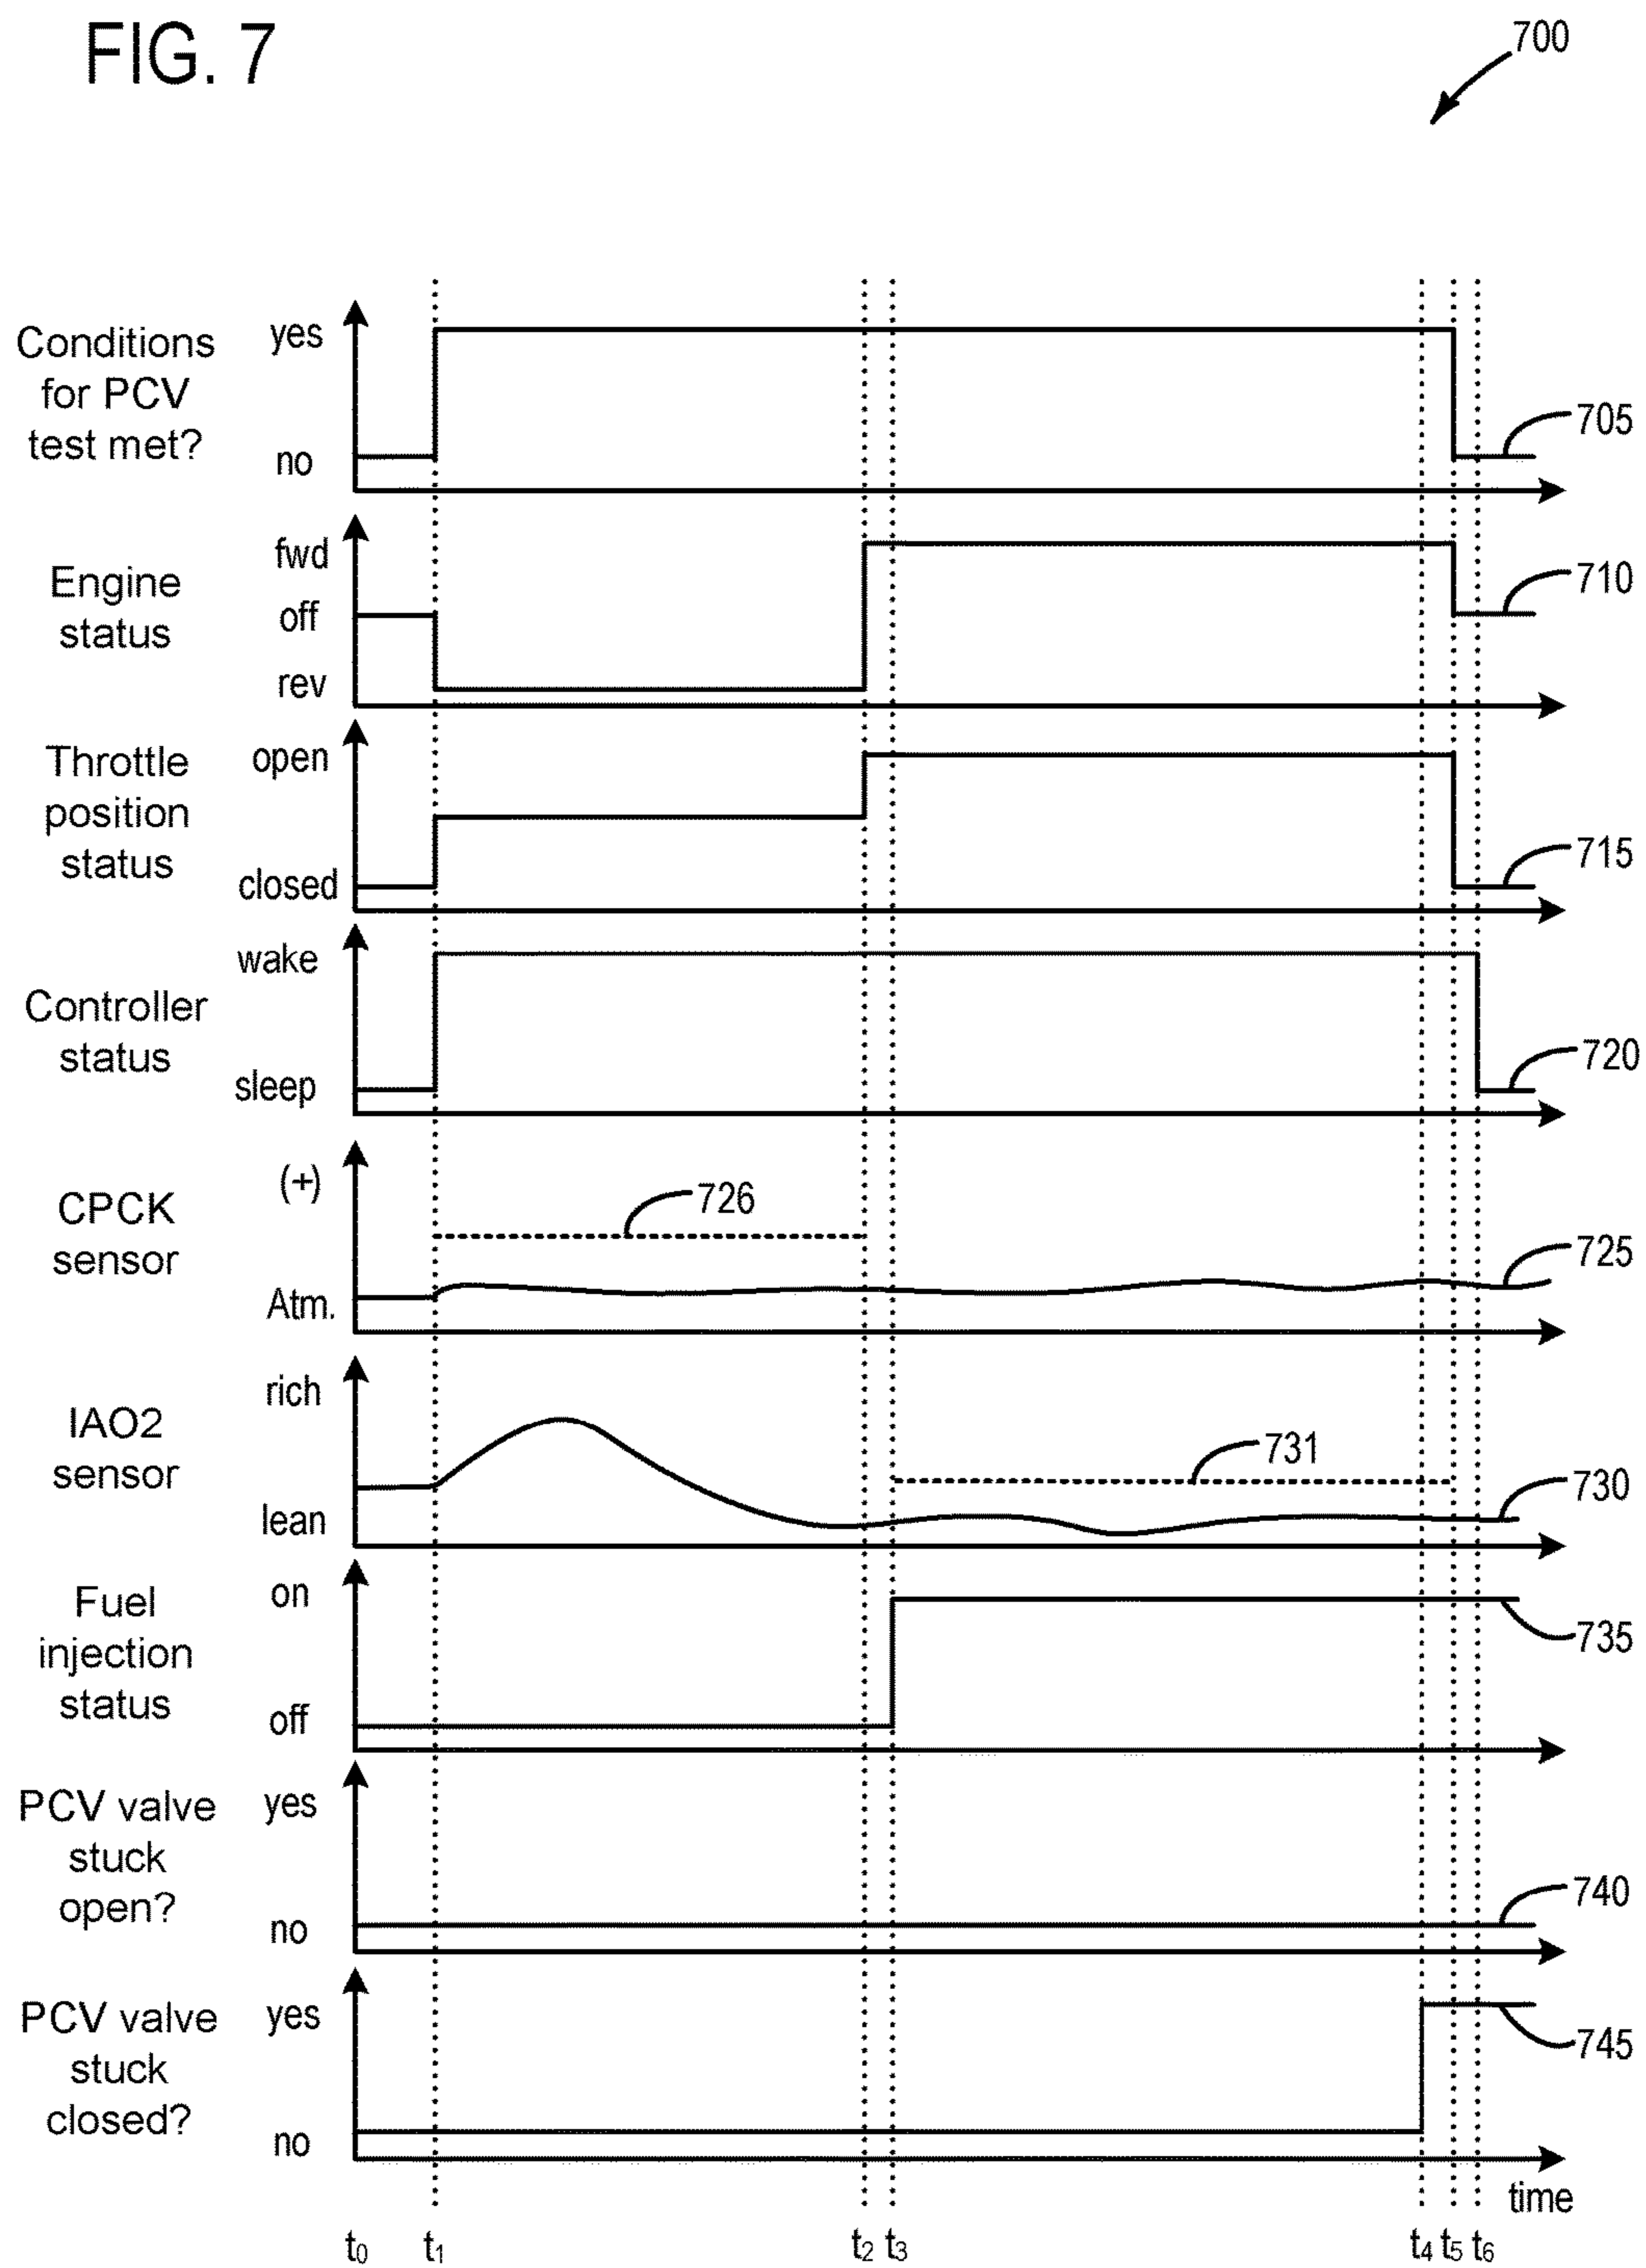 FIG. 7
700
Conditions
for PCV
test met?
yes
no
705
Engine
status
fwd
off
rev
710
Throttle
position
status
open
closed
715
Controller
status
wake
sleep
720
CPCK
sensor
(+)
Atm.
726
725
IAO2
sensor
rich
lean
731
730
Fuel
injection
status
on
off
735
PCV valve
stuck
open?
yes
no
740
PCV valve
stuck
closed?
yes
no
745
time
t0 t1 t2 t3 t4 t5 t6